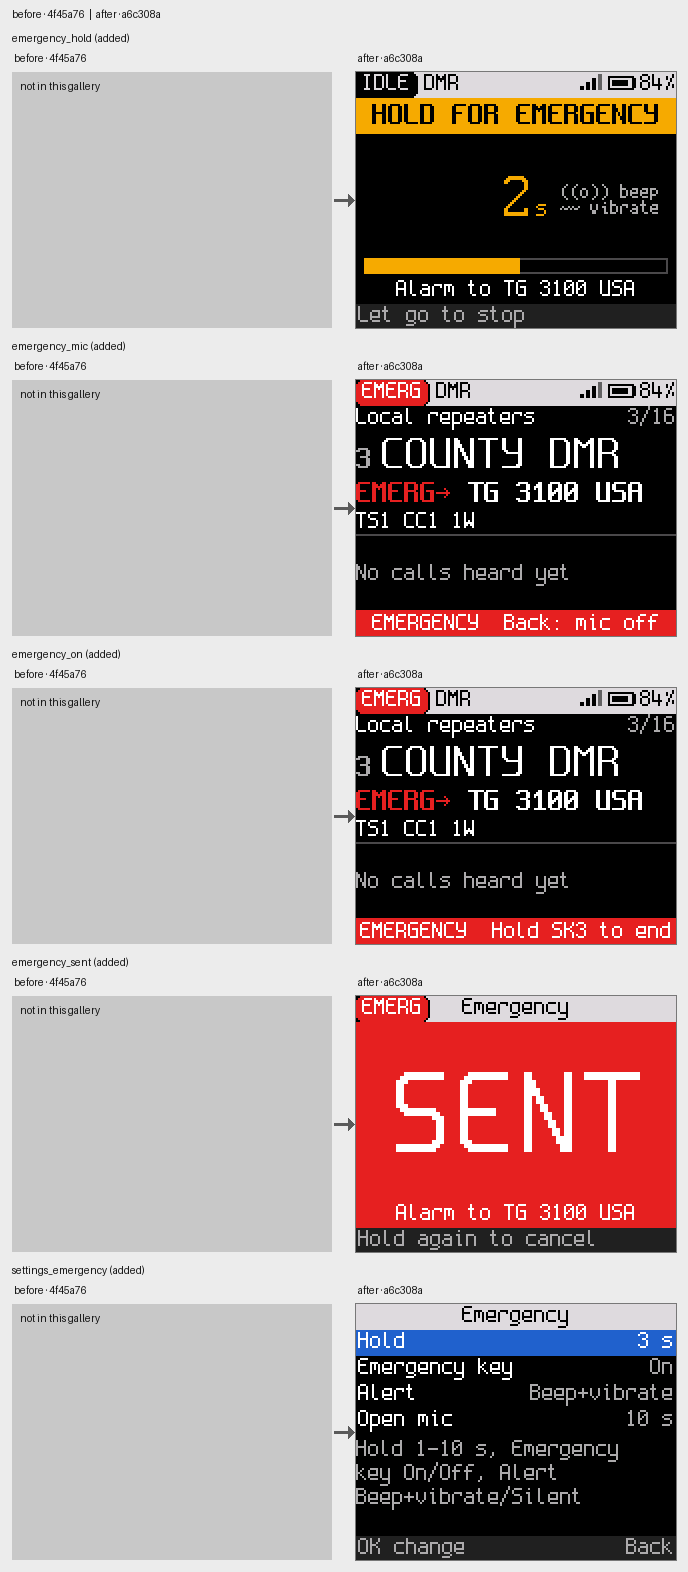 before · 4f45a76 | after · a6c308a
emergency_hold (added)
before · 4f45a76
after · a6c308a
not in this gallery
IDLE DMR 84%
HOLD FOR EMERGENCY
2 s
((o)) beep
~~ vibrate
Alarm to TG 3100 USA
Let go to stop
emergency_mic (added)
before · 4f45a76
after · a6c308a
not in this gallery
EMERG DMR 84%
Local repeaters 3/16
3 COUNTY DMR
EMERG→ TG 3100 USA
TS1 CC1 1W
No calls heard yet
EMERGENCY Back: mic off
emergency_on (added)
before · 4f45a76
after · a6c308a
not in this gallery
EMERG DMR 84%
Local repeaters 3/16
3 COUNTY DMR
EMERG→ TG 3100 USA
TS1 CC1 1W
No calls heard yet
EMERGENCY Hold SK3 to end
emergency_sent (added)
before · 4f45a76
after · a6c308a
not in this gallery
EMERG Emergency
SENT
Alarm to TG 3100 USA
Hold again to cancel
settings_emergency (added)
before · 4f45a76
after · a6c308a
not in this gallery
Emergency
Hold 3 s
Emergency key On
Alert Beep+vibrate
Open mic 10 s
Hold 1-10 s, Emergency
key On/Off, Alert
Beep+vibrate/Silent
OK change Back